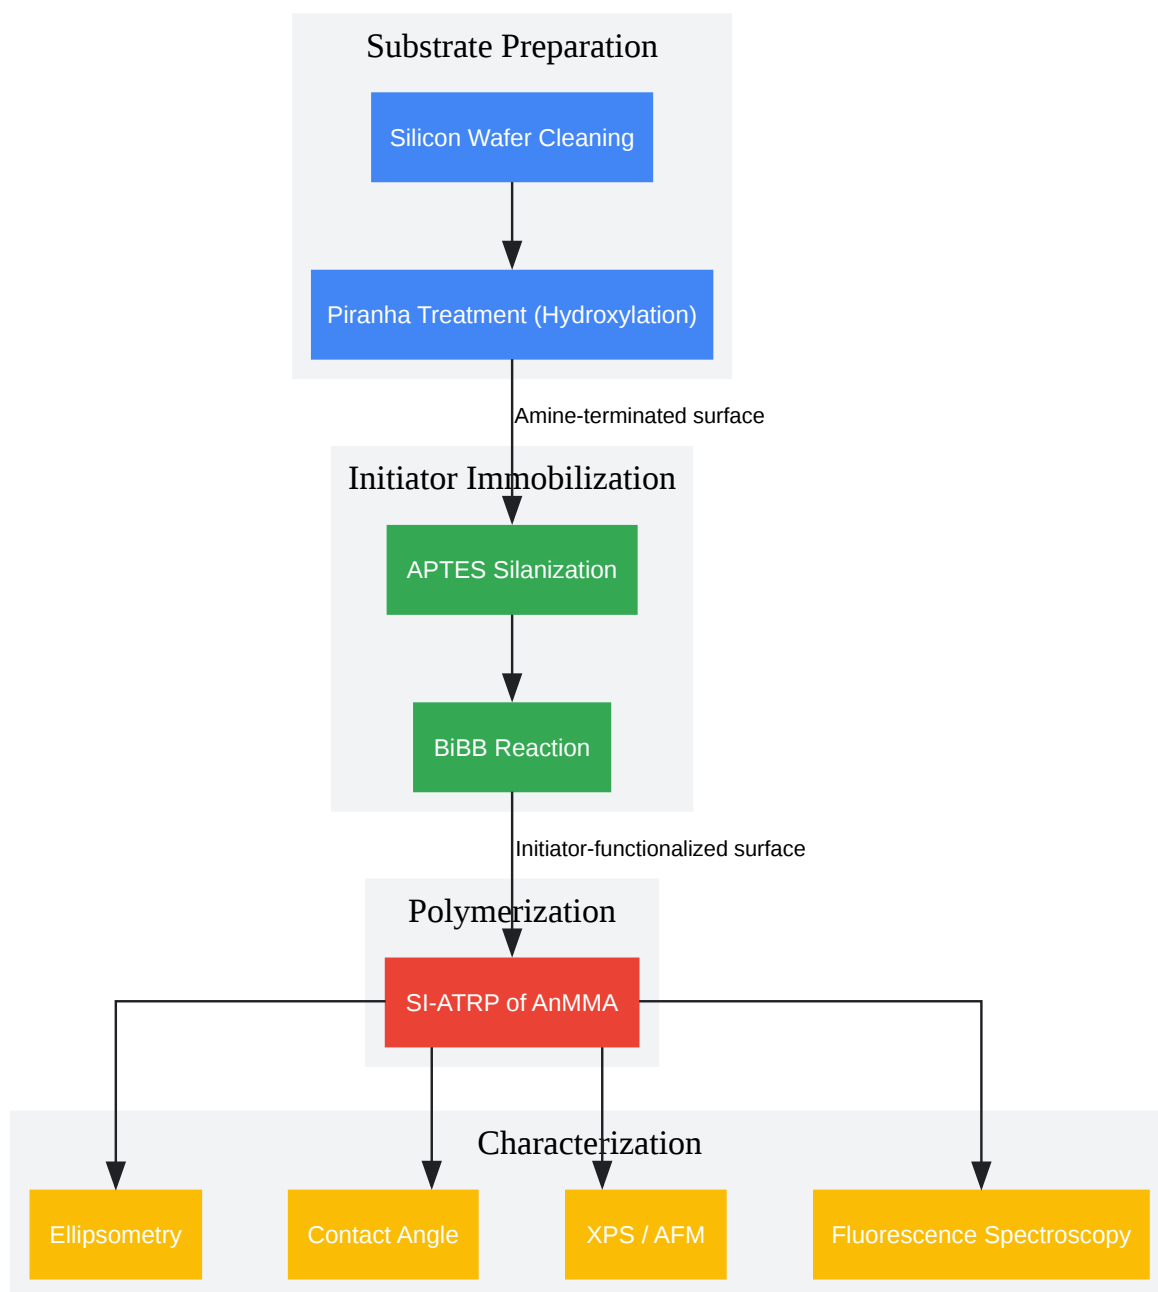 Substrate Preparation
Silicon Wafer Cleaning
Piranha Treatment (Hydroxylation)
Amine-terminated surface
Initiator Immobilization
APTES Silanization
BiBB Reaction
Initiator-functionalized surface
Polymerization
SI-ATRP of AnMMA
Characterization
Ellipsometry
Contact Angle
XPS / AFM
Fluorescence Spectroscopy